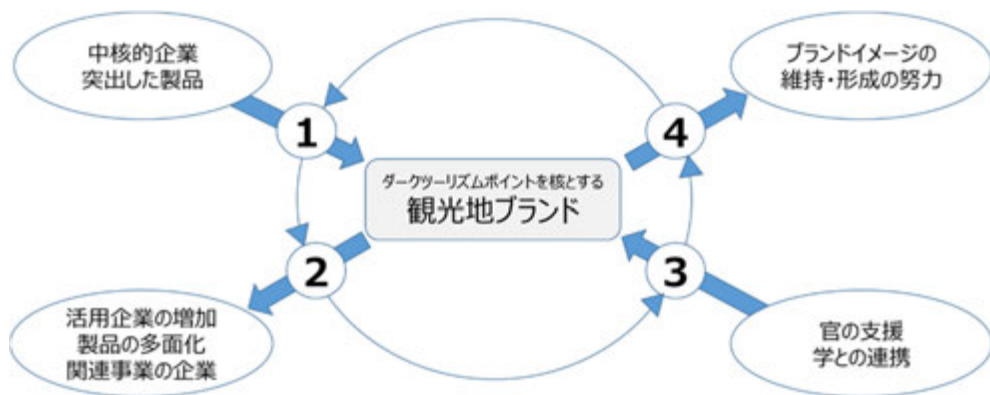 中核的企業
突出した製品
ブランドイメージの
維持・形成の努力
1
4
ダークツーリズムポイントを核とする
観光地ブランド
2
3
活用企業の増加
製品の多面化
関連事業の企業
官の支援
学との連携